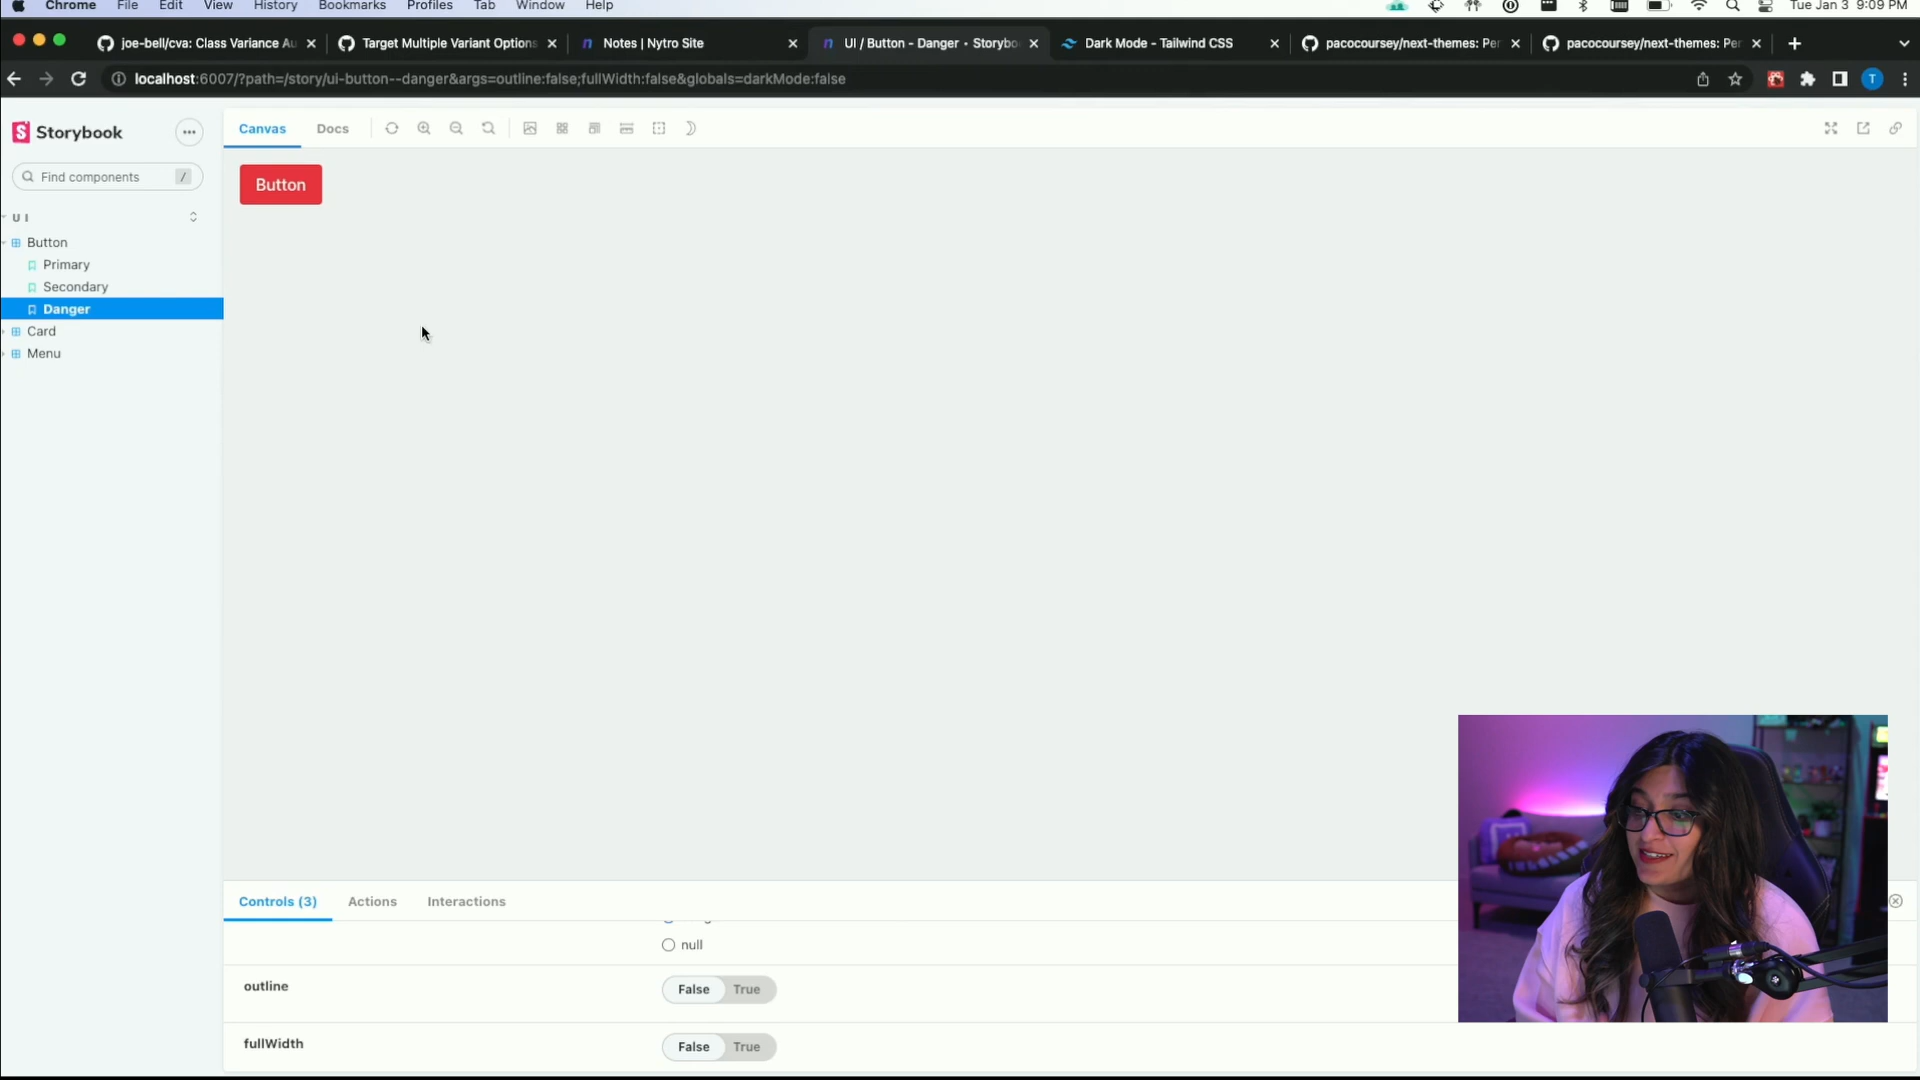 Chrome File Edit View History Bookmarks Profiles Tab Window Help Tue Jan 3 9:09 PM
joe-bell/cva: Class Variance Au Target Multiple Variant Options Notes | Nytro Site UI / Button - Danger • Storybo Dark Mode - Tailwind CSS pacocoursey/next-themes: Per pacocoursey/next-themes: Per
localhost:6007/?path=/story/ui-button--danger&args=outline:false;fullWidth:false&globals=darkMode:false T
Storybook
Canvas Docs
Find components /
Button
UI
Button
Primary
Secondary
Danger
Card
Menu
Controls (3) Actions Interactions
null
outline False True
fullWidth False True